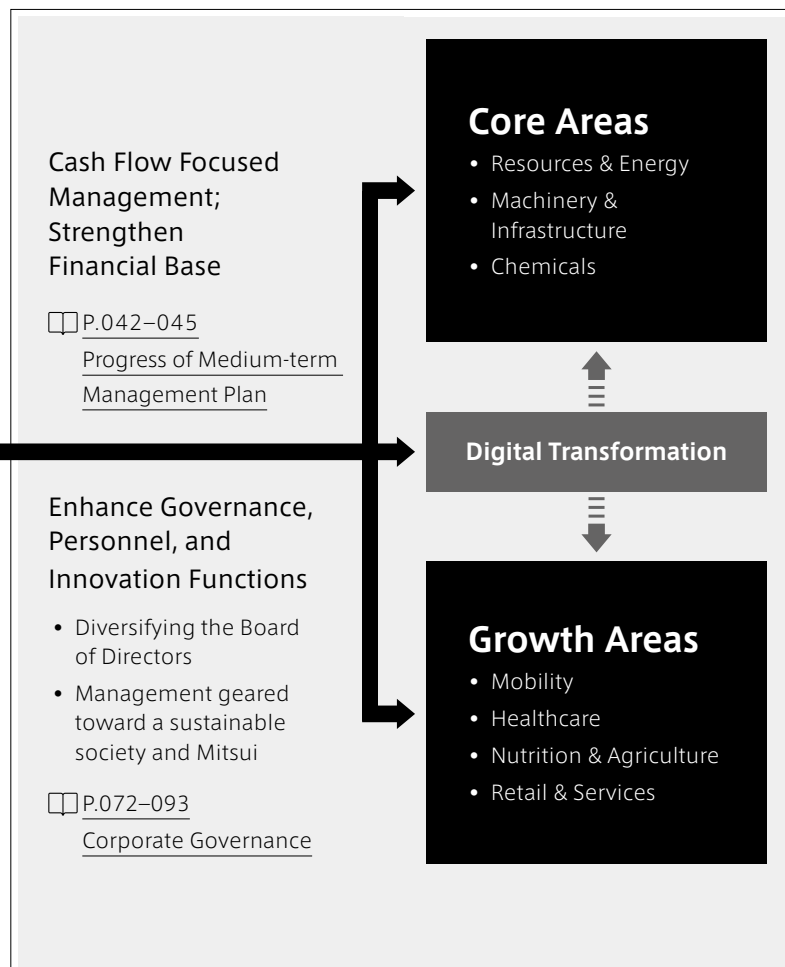 Cash Flow Focused
Management;
Strengthen
Financial Base
P.042–045
Progress of Medium-term
Management Plan
Enhance Governance,
Personnel, and
Innovation Functions
• Diversifying the Board
of Directors
• Management geared
toward a sustainable
society and Mitsui
P.072–093
Corporate Governance
Core Areas
• Resources & Energy
• Machinery &
Infrastructure
• Chemicals
Digital Transformation
Growth Areas
• Mobility
• Healthcare
• Nutrition & Agriculture
• Retail & Services